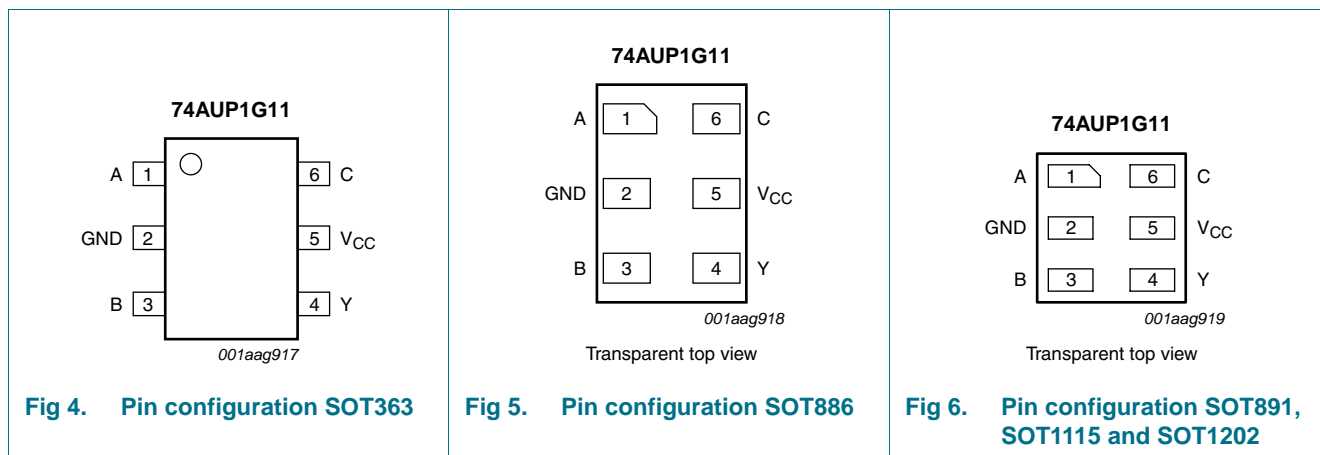 74AUP1G11
A 1 6 C
GND 2 5 VCC
B 3 4 Y
001aag917
Fig 4. Pin configuration SOT363
74AUP1G11
A 1 6 C
GND 2 5 VCC
B 3 4 Y
001aag918
Transparent top view
Fig 5. Pin configuration SOT886
74AUP1G11
A 1 6 C
GND 2 5 VCC
B 3 4 Y
001aag919
Transparent top view
Fig 6. Pin configuration SOT891,
SOT1115 and SOT1202